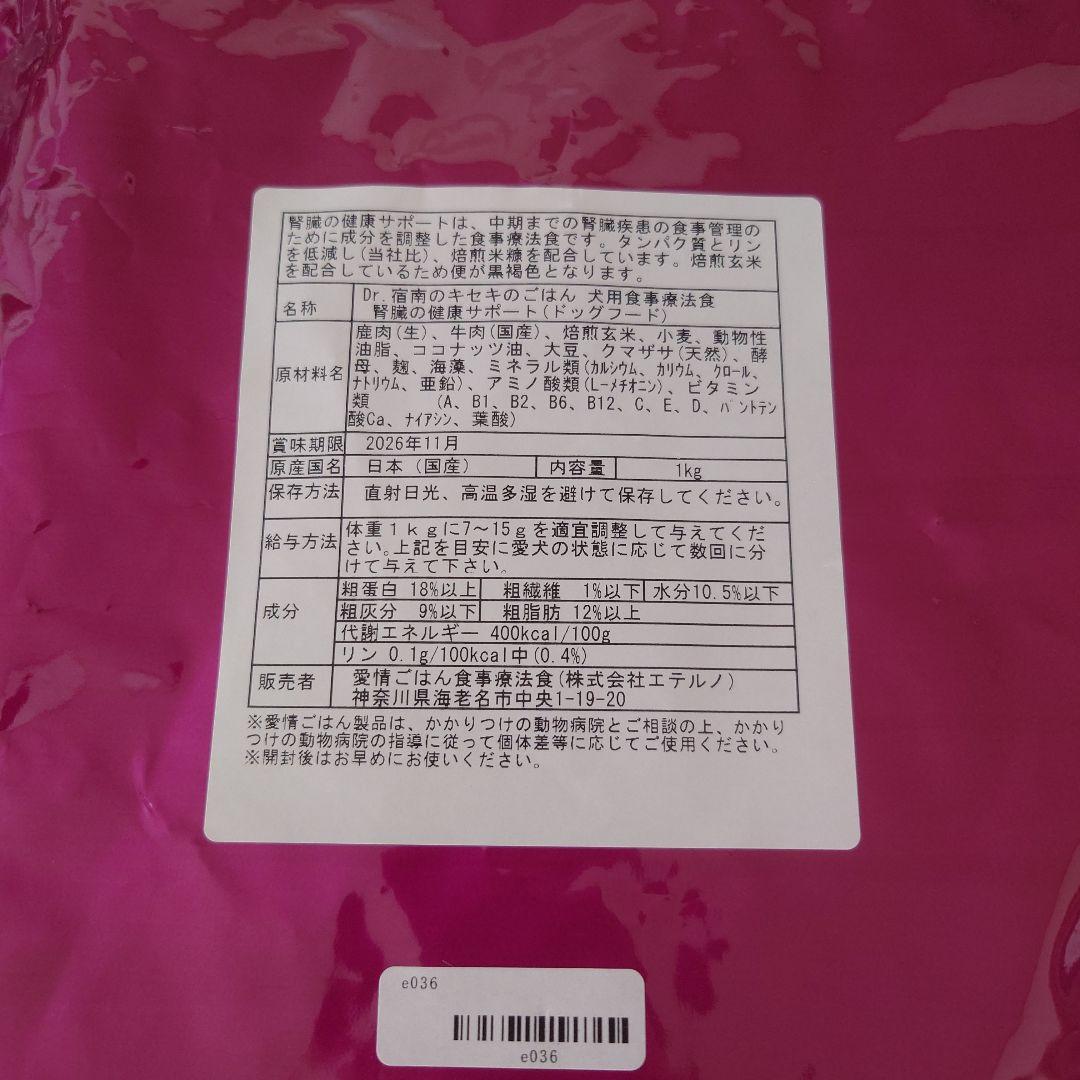 腎臓の健康サポートは、中期までの腎臓疾患の食事管理の
ために成分を調整した食事療法食です。タンパク質とリン
を低減し(当社比)、焙煎米糠を配合しています。焙煎玄米
を配合しているため便が黒褐色となります。
名称 Dr.宿南のキセキのごはん 犬用食事療法食
腎臓の健康サポート(ドッグフード)
原材料名 鹿肉(生)、牛肉(国産)、焙煎玄米、小麦、動物性
油脂、ココナッツ油、大豆、クマザサ(天然)、酵
母、麹、海藻、ミネラル類(カルシウム、カリウム、クロール、
ナトリウム、亜鉛)、アミノ酸類(L-メチオニン)、ビタミン
類 (A、B1、B2、B6、B12、C、E、D、パントテン
酸Ca、ナイアシン、葉酸)
賞味期限 2026年11月
原産国名 日本(国産) 内容量 1kg
保存方法 直射日光、高温多湿を避けて保存してください。
給与方法 体重1kgに7~15gを適宜調整して与えてくだ
さい。上記を目安に愛犬の状態に応じて数回に分
けて与えて下さい。
成分 粗蛋白 18%以上 粗繊維 1%以下 水分10.5%以下
粗灰分 9%以下 粗脂肪 12%以上
代謝エネルギー 400kcal/100g
リン 0.1g/100kcal中(0.4%)
販売者 愛情ごはん食事療法食(株式会社エテルノ)
神奈川県海老名市中央1-19-20
※愛情ごはん製品は、かかりつけの動物病院とご相談の上、かかり
つけの動物病院の指導に従って個体差等に応じてご使用ください。
※開封後はお早めにお使いください。
e036
e036